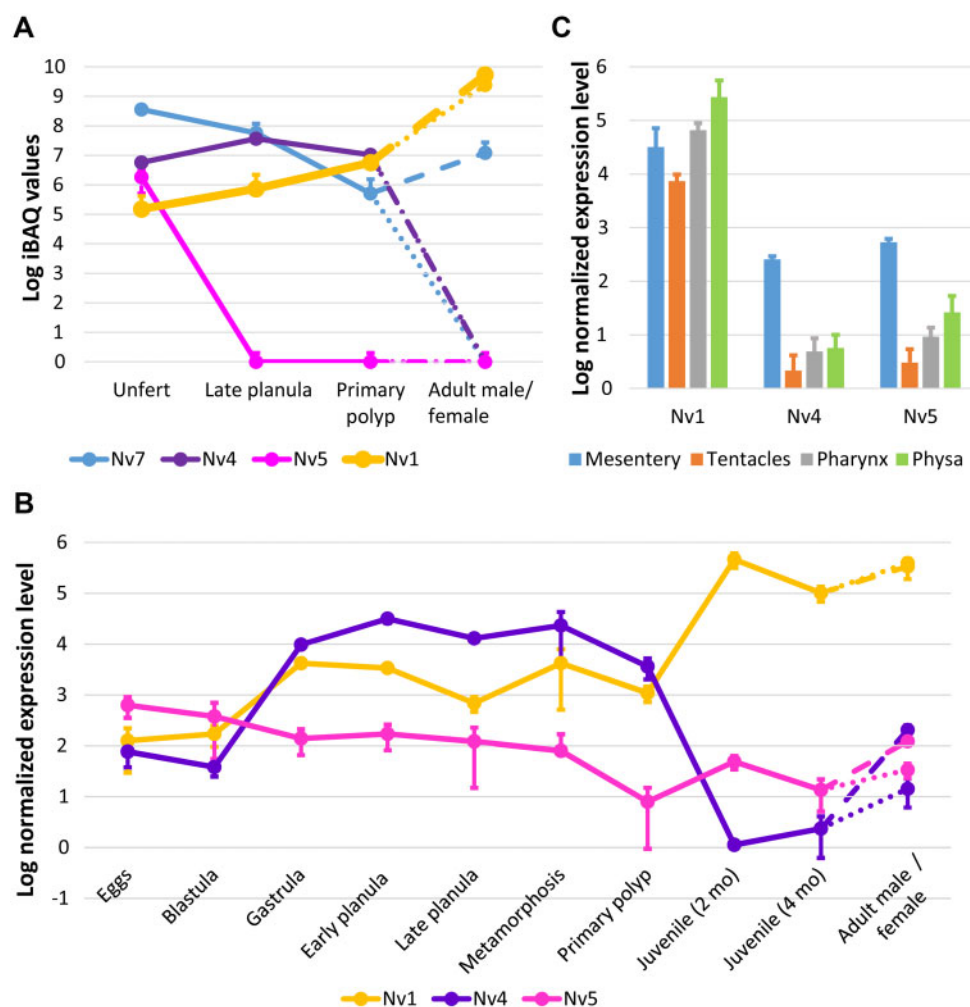 A
Log iBAQ values
10
9
8
7
6
5
4
3
2
1
0
Unfert
Late planula
Primary
polyp
Adult male/
female
Nv7
Nv4
Nv5
Nv1
C
Log normalized expression level
6
5
4
3
2
1
0
Nv1
Nv4
Nv5
Mesentery
Tentacles
Pharynx
Physa
B
Log normalized expression level
6
5
4
3
2
1
0
-1
Eggs
Blastula
Gastrula
Early planula
Late planula
Metamorphosis
Primary polyp
Juvenile (2 mo)
Juvenile (4 mo)
Adult male /
female
Nv1
Nv4
Nv5